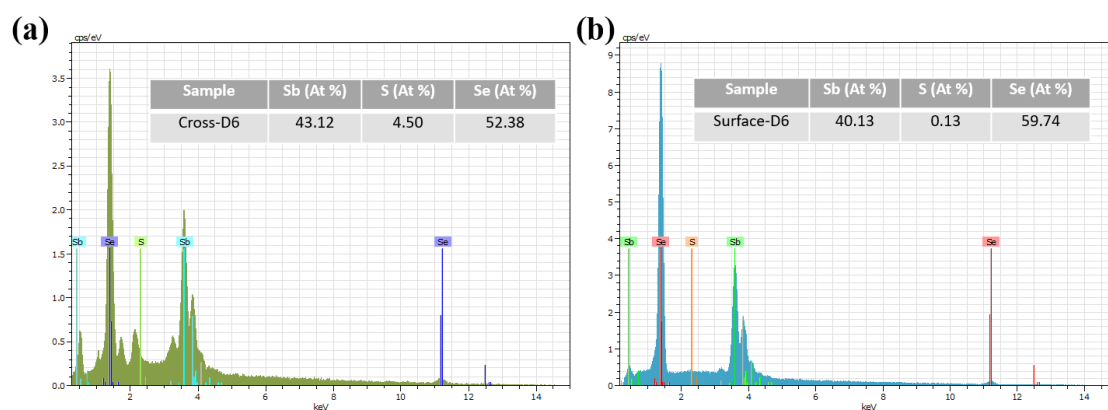 (a)
cps/eV
Sample Sb (At %) S (At %) Se (At %)
Cross-D6 43.12 4.50 52.38
3.5
3.0
2.5
2.0
1.5
1.0
0.5
0.0
Sb Se S Sb Se
2 4 6 8 10 12 14
keV
(b)
cps/eV
Sample Sb (At %) S (At %) Se (At %)
Surface-D6 40.13 0.13 59.74
9
8
7
6
5
4
3
2
1
0
Sb Se S Sb Se
2 4 6 8 10 12 14
keV